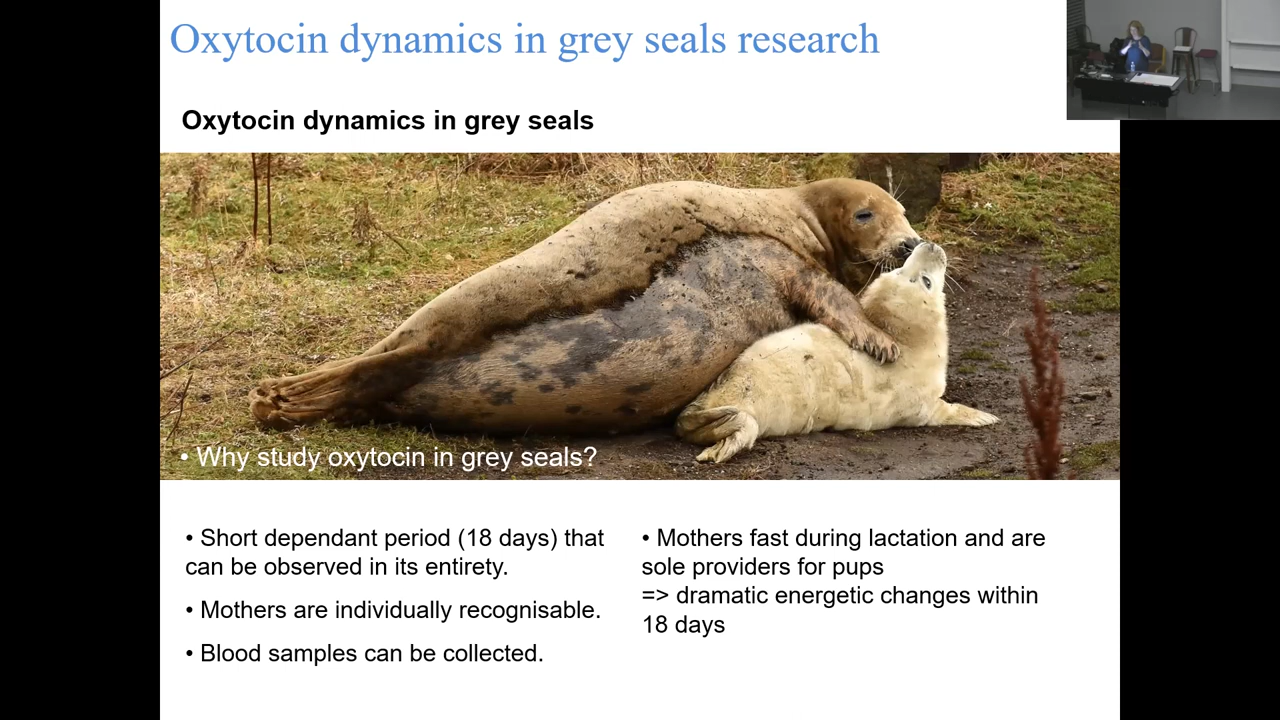 Oxytocin dynamics in grey seals research
Oxytocin dynamics in grey seals
• Why study oxytocin in grey seals?
• Short dependant period (18 days) that
can be observed in its entirety.
• Mothers are individually recognisable.
• Blood samples can be collected.
• Mothers fast during lactation and are
sole providers for pups
=> dramatic energetic changes within
18 days